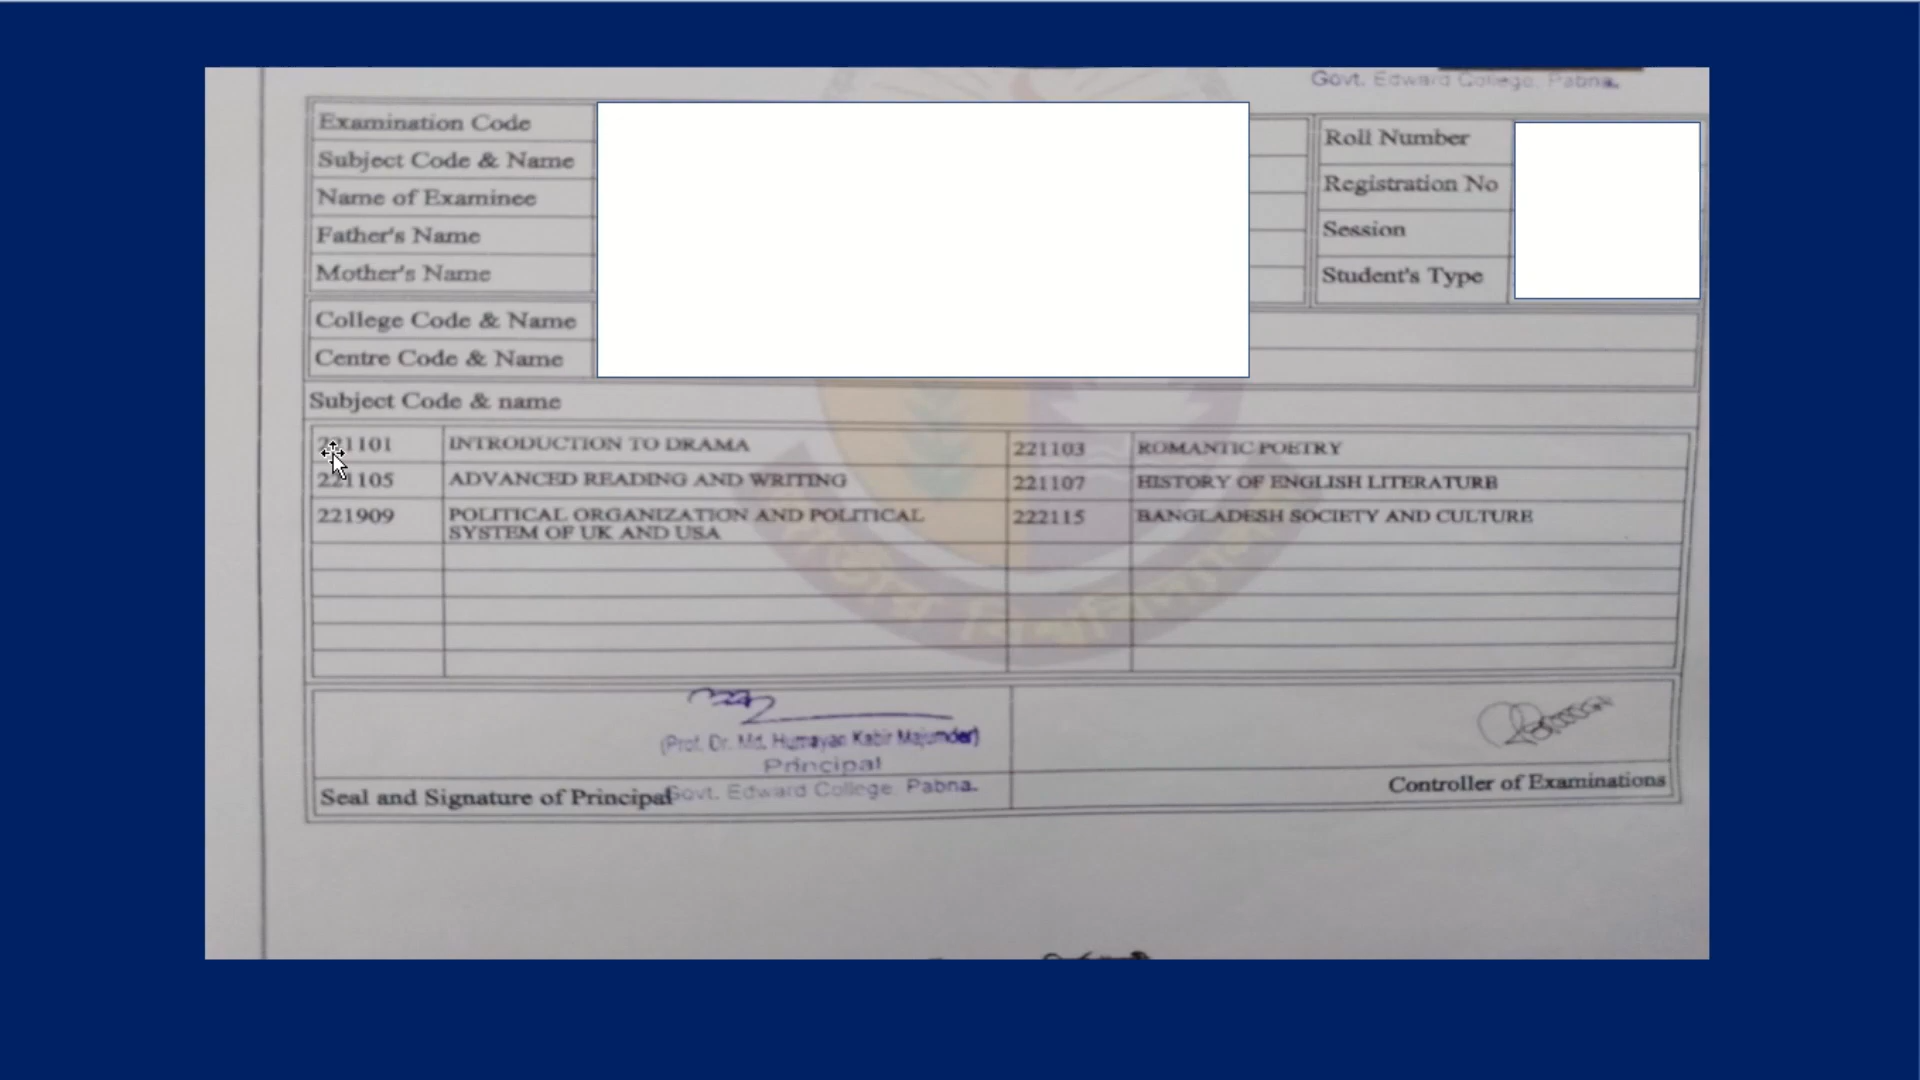 Govt. Edward College, Pabna.
Examination Code
Subject Code & Name
Name of Examinee
Father's Name
Mother's Name
Roll Number
Registration No
Session
Student's Type
College Code & Name
Centre Code & Name
Subject Code & name
221101 INTRODUCTION TO DRAMA 221103 ROMANTIC POETRY
221105 ADVANCED READING AND WRITING 221107 HISTORY OF ENGLISH LITERATURE
221909 POLITICAL ORGANIZATION AND POLITICAL 222115 BANGLADESH SOCIETY AND CULTURE
SYSTEM OF UK AND USA
(Prof. Dr. Md. Humayan Kabir Majumder)
Principal
Govt. Edward College, Pabna.
Seal and Signature of Principal
Controller of Examinations